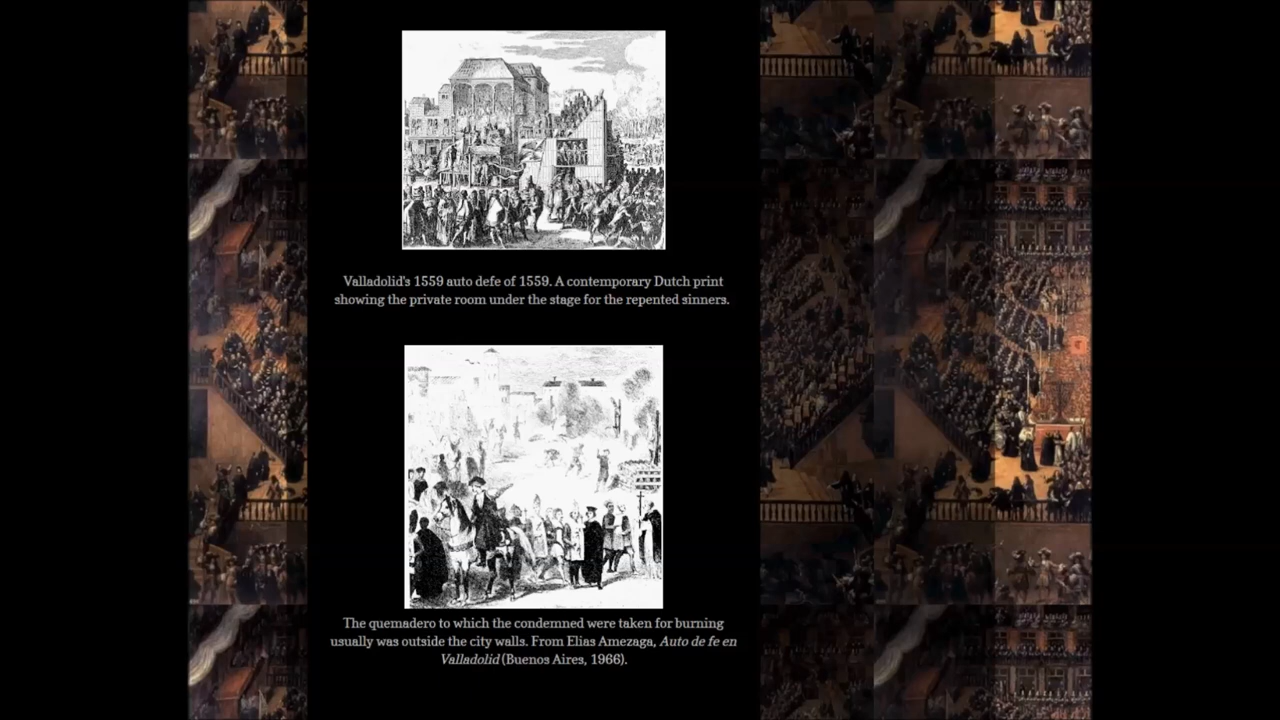 Valladolid's 1559 auto defe of 1559. A contemporary Dutch print
showing the private room under the stage for the repented sinners.
The quemadero to which the condemned were taken for burning
usually was outside the city walls. From Elias Amezaga, Auto de fe en
Valladolid (Buenos Aires, 1966).